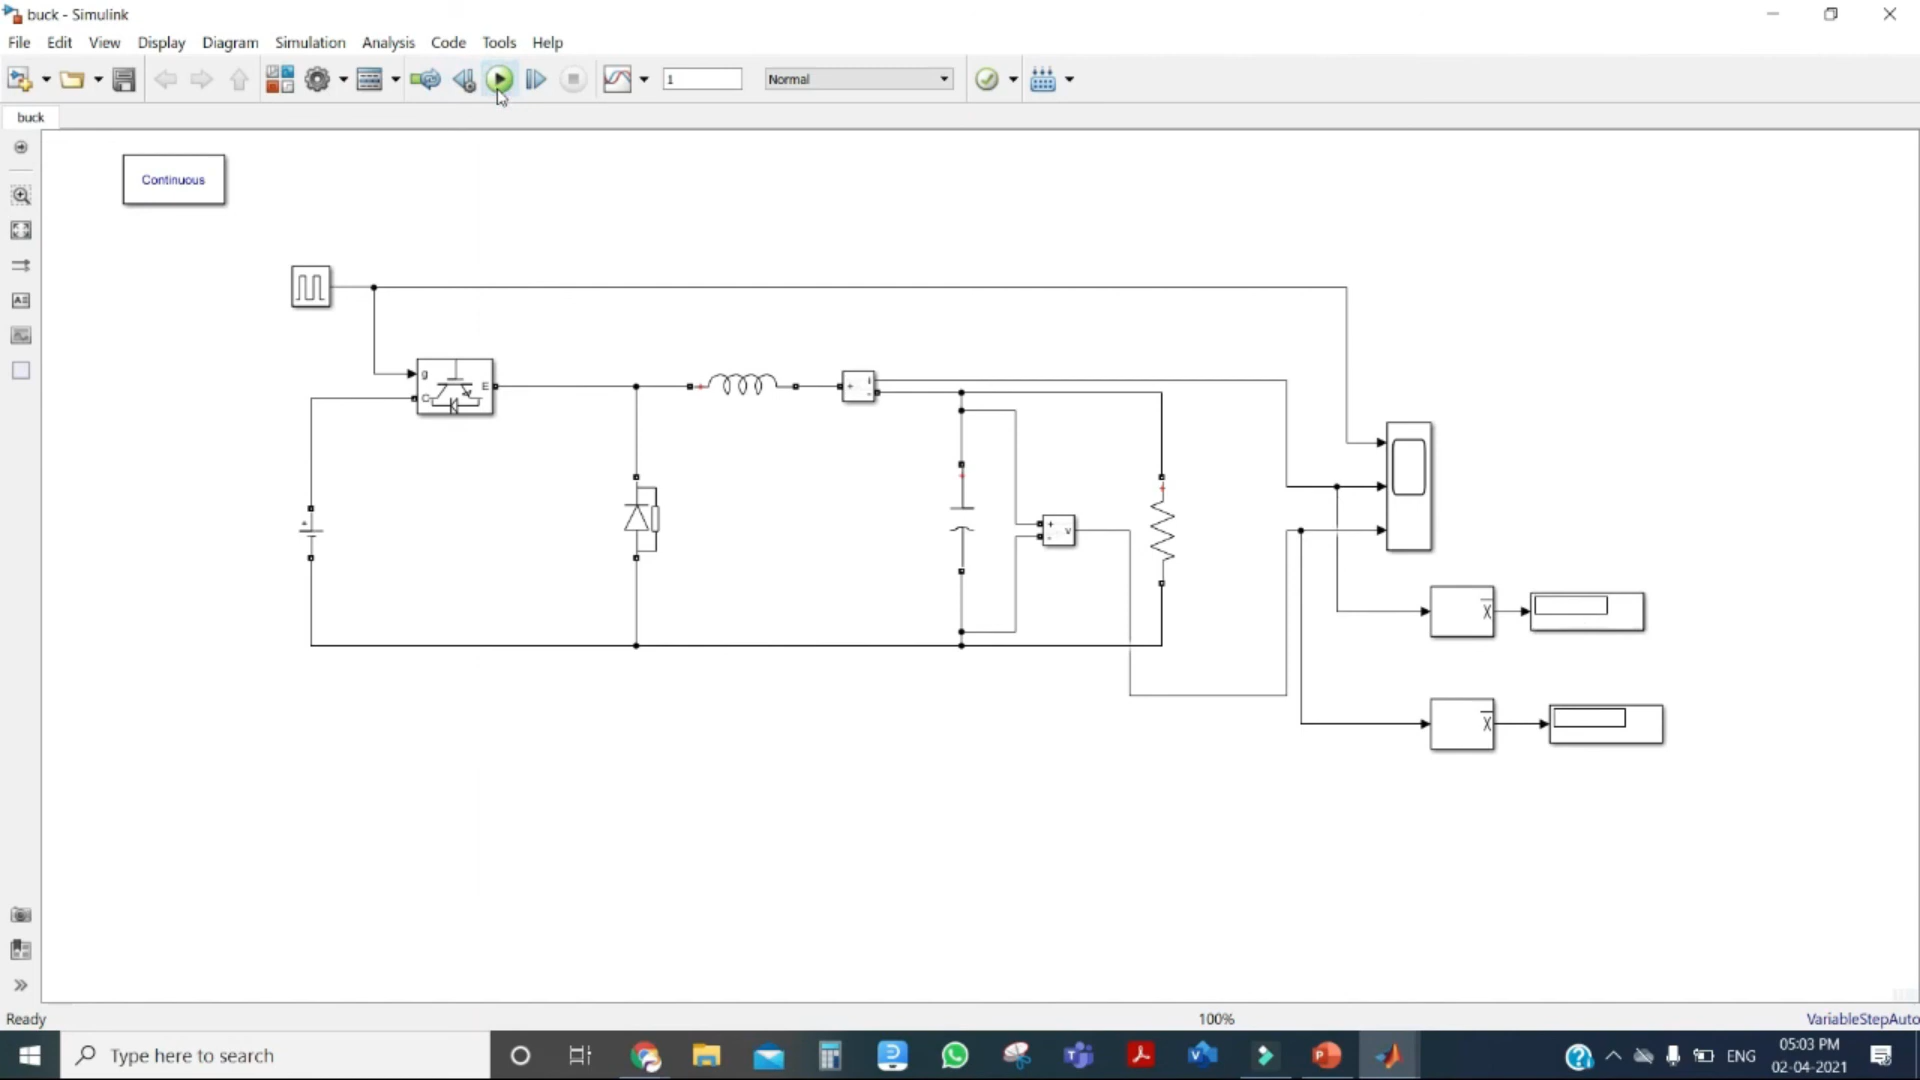 buck - Simulink
File Edit View Display Diagram Simulation Analysis Code Tools Help
1 Normal
buck
Continuous
g
C E
+ i
-
+
+ v
-
+
x
x
Ready 100% VariableStepAuto
Type here to search
ENG
05:03 PM
02-04-2021